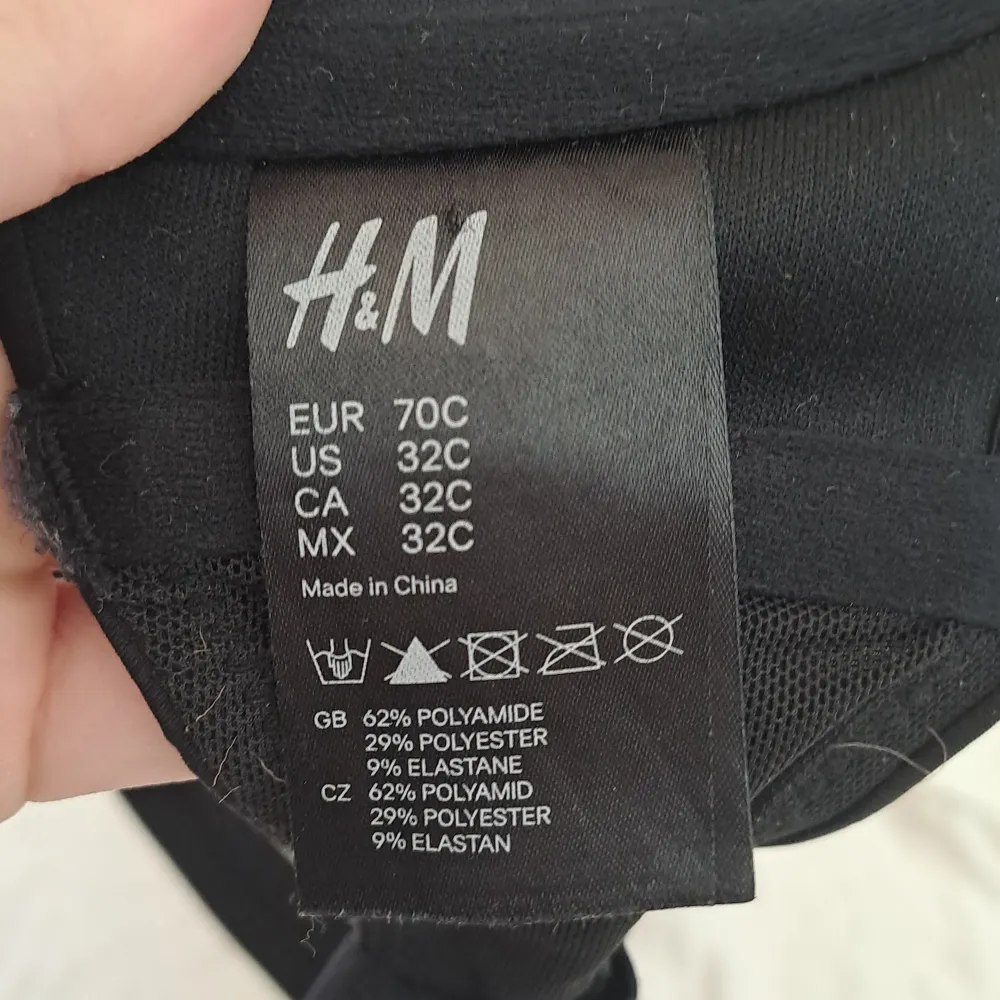 H&M
EUR 70C
US 32C
CA 32C
MX 32C
Made in China
GB 62% POLYAMIDE
29% POLYESTER
9% ELASTANE
CZ 62% POLYAMID
29% POLYESTER
9% ELASTAN